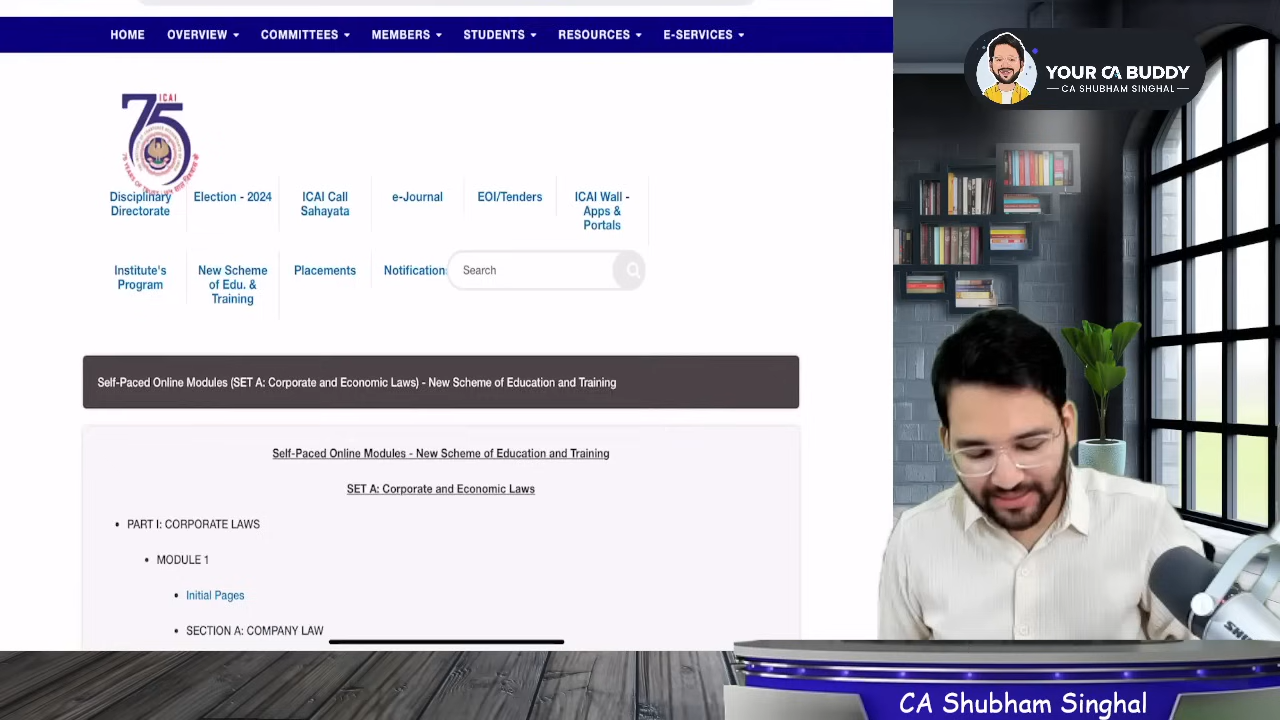 HOME OVERVIEW COMMITTEES MEMBERS STUDENTS RESOURCES E-SERVICES
YOUR CA BUDDY
CA SHUBHAM SINGHAL
ICAI
75
Disciplinary Directorate
Election - 2024
ICAI Call Sahayata
e-Journal
EOI/Tenders
ICAI Wall - Apps & Portals
Institute's Program
New Scheme of Edu. & Training
Placements
Notification
Search
Self-Paced Online Modules (SET A: Corporate and Economic Laws) - New Scheme of Education and Training
Self-Paced Online Modules - New Scheme of Education and Training
SET A: Corporate and Economic Laws
• PART I: CORPORATE LAWS
• MODULE 1
• Initial Pages
• SECTION A: COMPANY LAW
CA Shubham Singhal